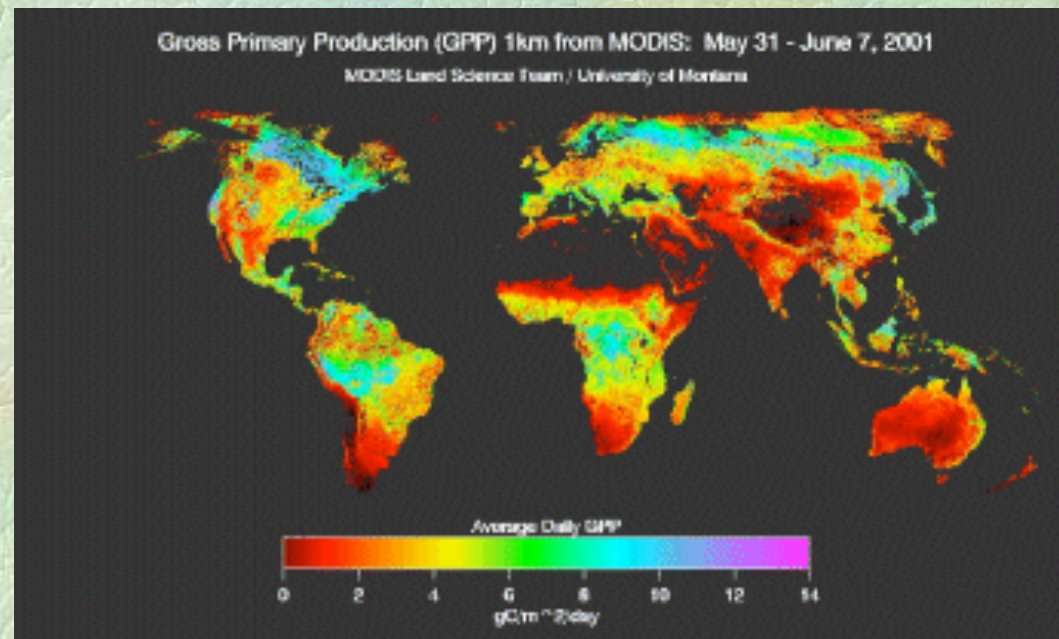 Gross Primary Production (GPP) 1km from MODIS: May 31 - June 7, 2001
MODIS Land Science Team / University of Montana
Average Daily GPP
0 2 4 6 8 10 12 14
gC/m^2/day